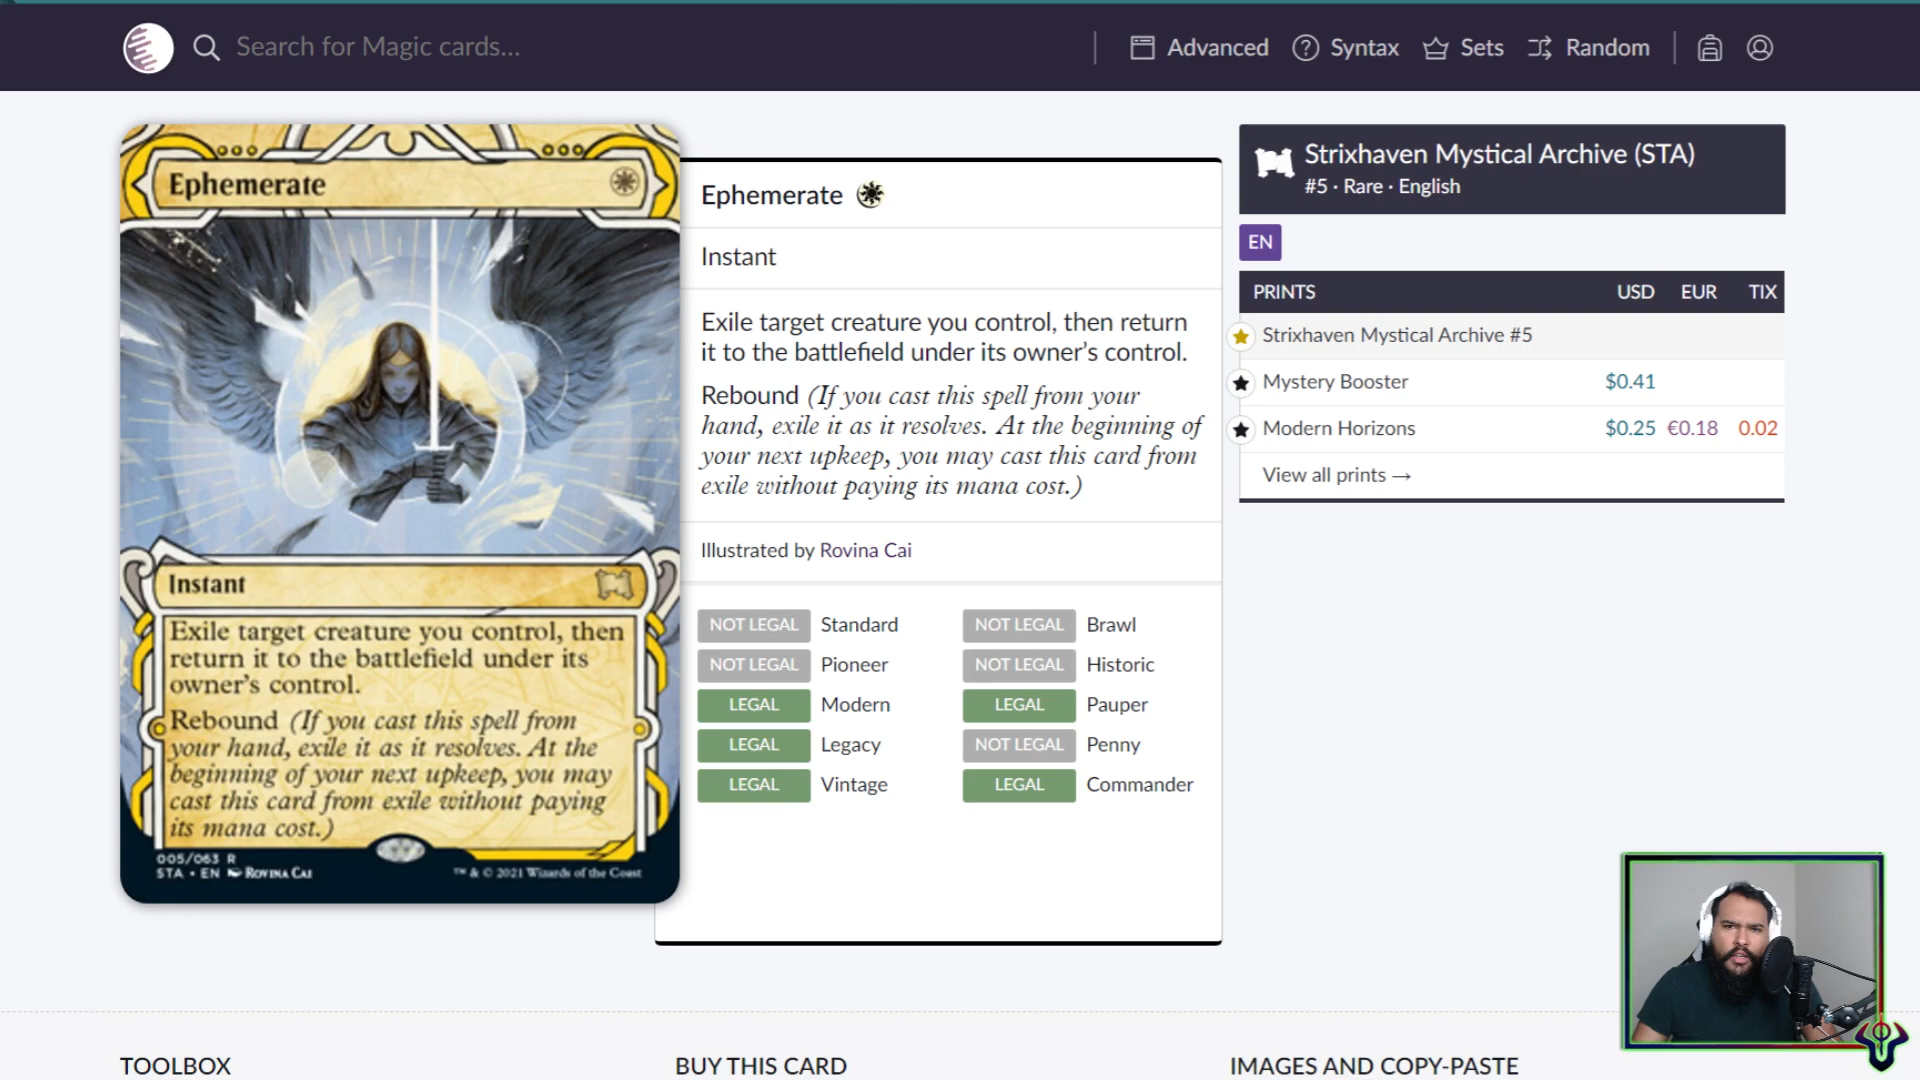 Search for Magic cards...
Advanced
Syntax
Sets
Random
Ephemerate
Instant
Exile target creature you control, then
return it to the battlefield under its
owner's control.
Rebound (If you cast this spell from
your hand, exile it as it resolves. At the
beginning of your next upkeep, you may
cast this card from exile without paying
its mana cost.)
005/063 R
STA • EN Rovina Cai
™ & © 2021 Wizards of the Coast
Ephemerate
Instant
Exile target creature you control, then return
it to the battlefield under its owner's control.
Rebound (If you cast this spell from your
hand, exile it as it resolves. At the beginning of
your next upkeep, you may cast this card from
exile without paying its mana cost.)
Illustrated by Rovina Cai
NOT LEGAL Standard NOT LEGAL Brawl
NOT LEGAL Pioneer NOT LEGAL Historic
LEGAL Modern LEGAL Pauper
LEGAL Legacy NOT LEGAL Penny
LEGAL Vintage LEGAL Commander
Strixhaven Mystical Archive (STA)
#5 · Rare · English
EN
PRINTS USD EUR TIX
Strixhaven Mystical Archive #5
Mystery Booster $0.41
Modern Horizons $0.25 €0.18 0.02
View all prints →
TOOLBOX
BUY THIS CARD
IMAGES AND COPY-PASTE